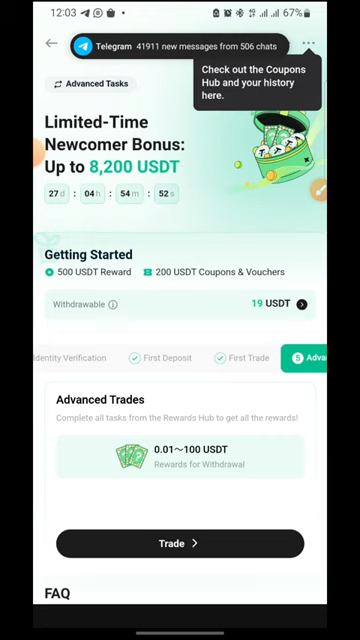 12:03
67%
Telegram 41911 new messages from 506 chats
Check out the Coupons
Hub and your history
here.
Advanced Tasks
Limited-Time
Newcomer Bonus:
Up to 8,200 USDT
27 d : 04 h : 54 m : 52 s
Getting Started
500 USDT Reward 200 USDT Coupons & Vouchers
Withdrawable 19 USDT
Identity Verification First Deposit First Trade 5 Adva
Advanced Trades
Complete all tasks from the Rewards Hub to get all the rewards!
0.01～100 USDT
Rewards for Withdrawal
Trade
FAQ